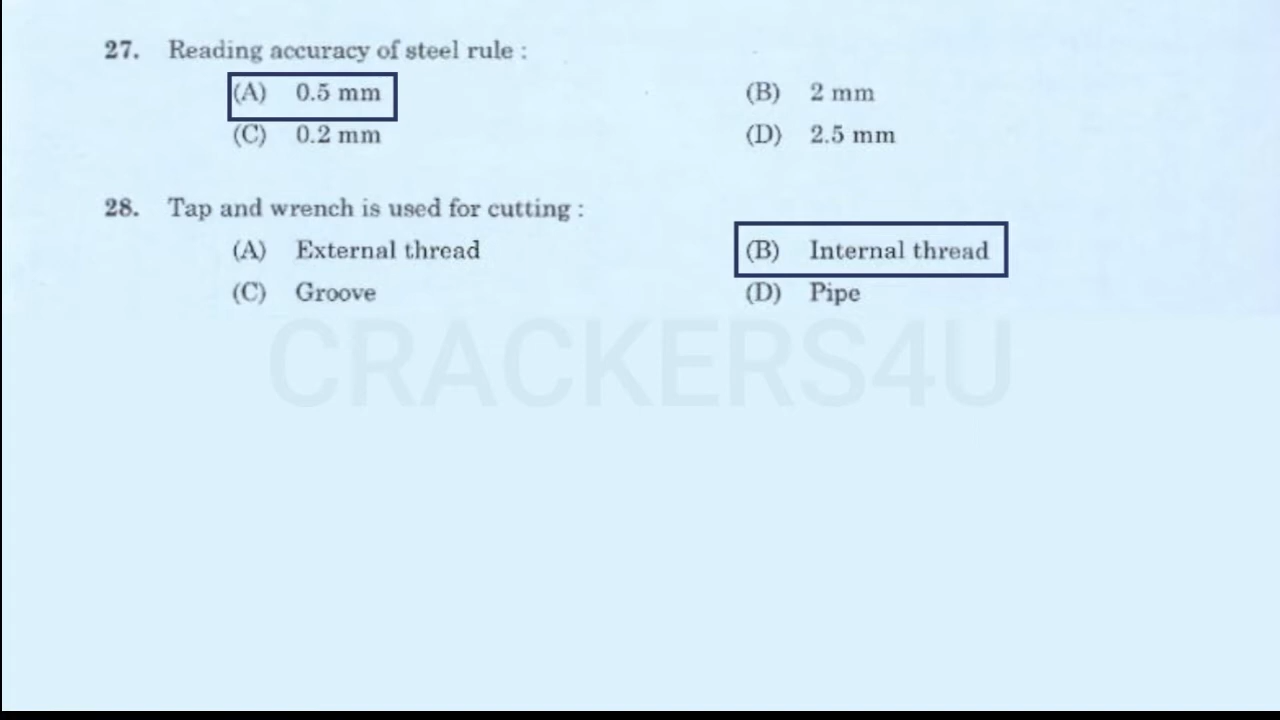 27. Reading accuracy of steel rule :
(A) 0.5 mm (B) 2 mm
(C) 0.2 mm (D) 2.5 mm
28. Tap and wrench is used for cutting :
(A) External thread (B) Internal thread
(C) Groove (D) Pipe
CRACKERS4U